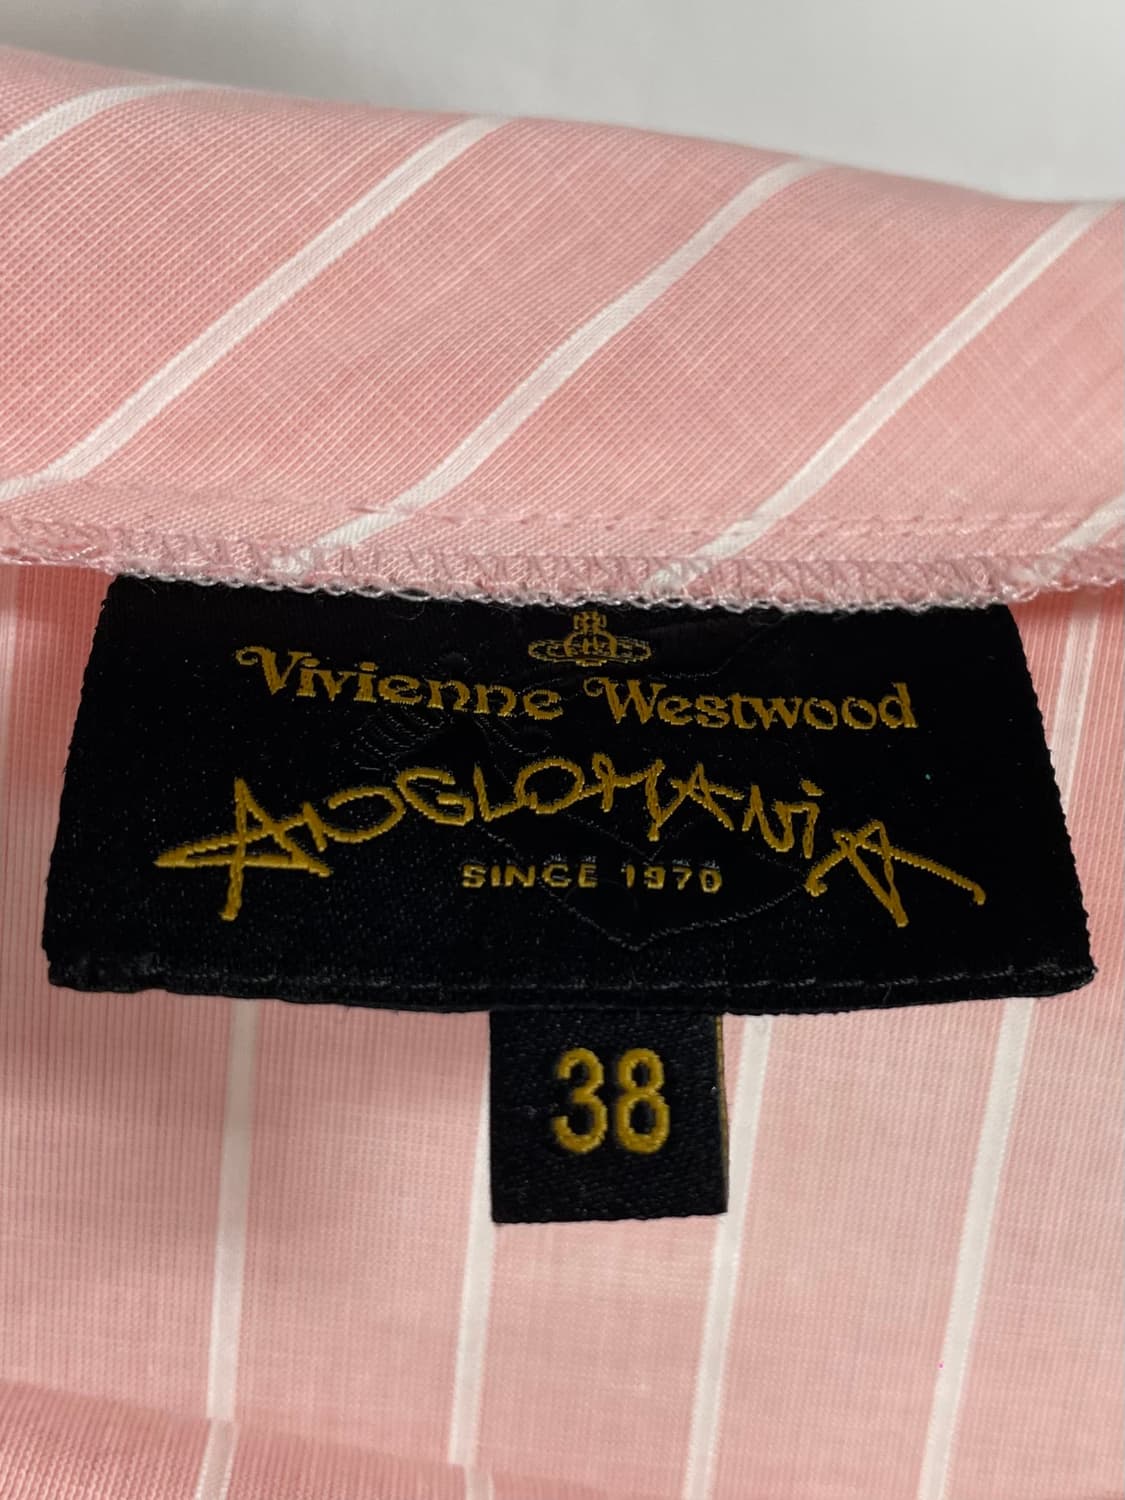 Vivienne Westwood
ANGLOMANiA
SINCE 1970
38